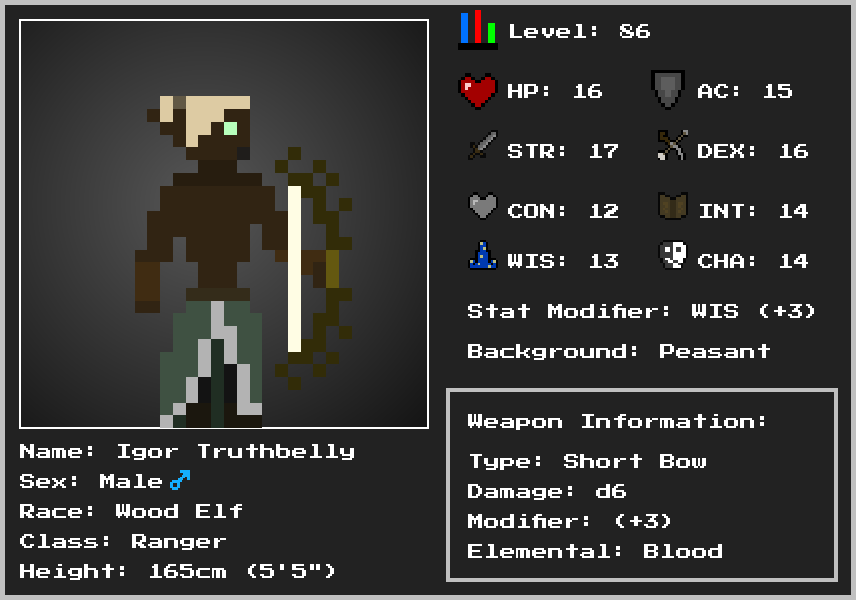 Level: 86
HP: 16
AC: 15
STR: 17
DEX: 16
CON: 12
INT: 14
WIS: 13
CHA: 14
Stat Modifier: WIS (+3)
Background: Peasant
Name: Igor Truthbelly
Sex: Male♂
Race: Wood Elf
Class: Ranger
Height: 165cm (5'5")
Weapon Information:
Type: Short Bow
Damage: d6
Modifier: (+3)
Elemental: Blood